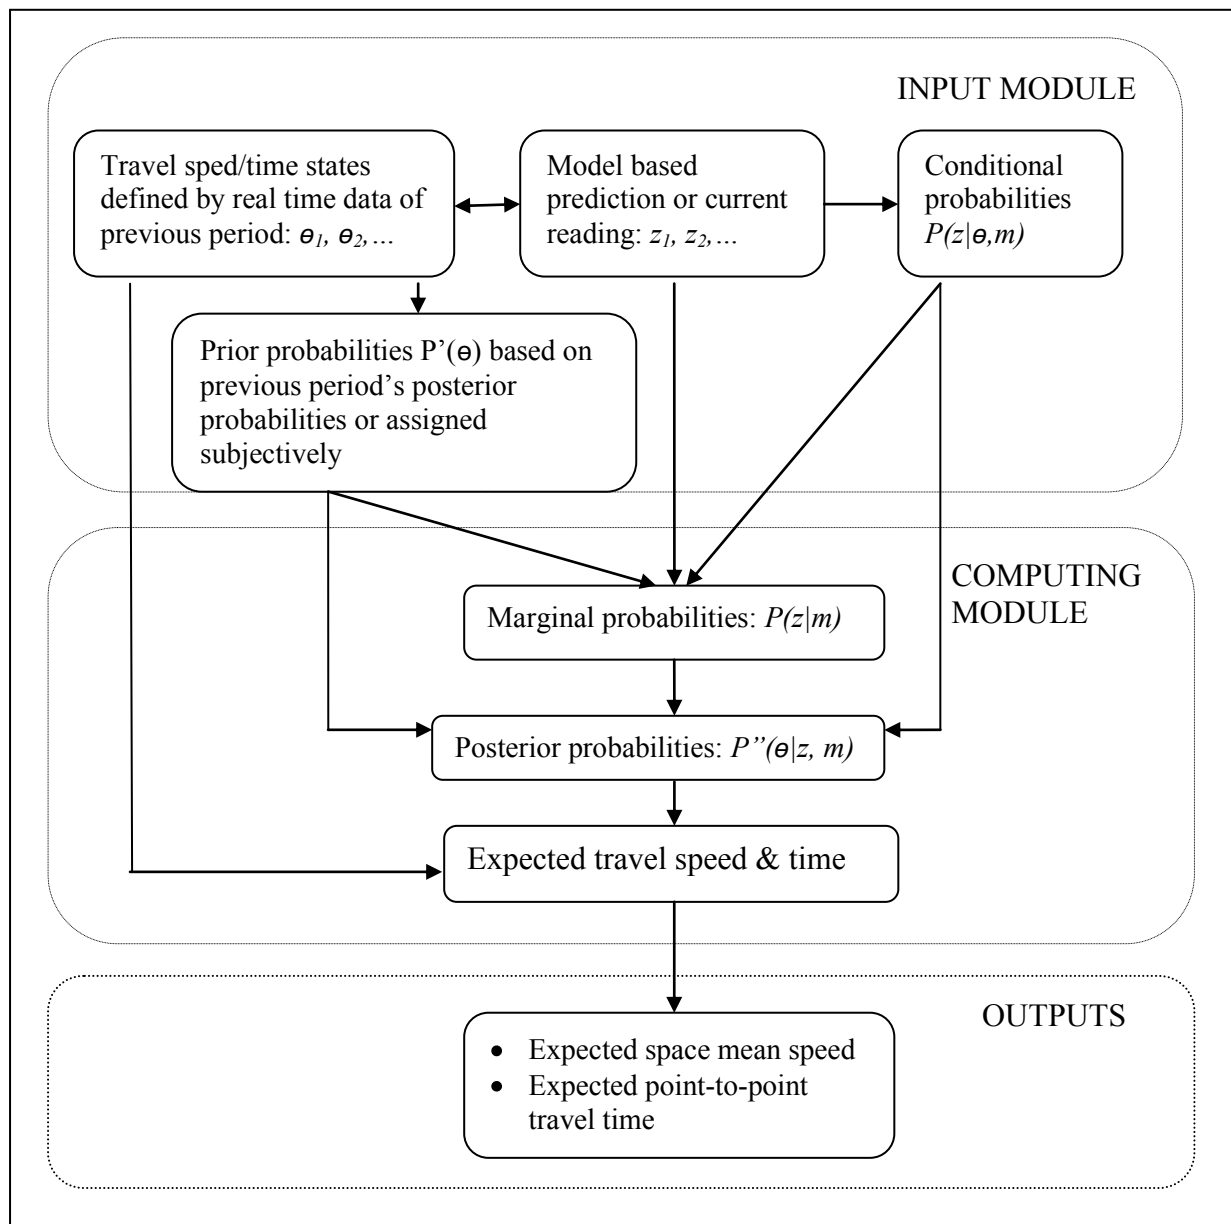 INPUT MODULE
Travel sped/time states
defined by real time data of
previous period: ɵ1, ɵ2,…
Model based
prediction or current
reading: z1, z2,…
Conditional
probabilities
P(z|ɵ,m)
Prior probabilities P’(ɵ) based on
previous period’s posterior
probabilities or assigned
subjectively
COMPUTING
MODULE
Marginal probabilities: P(z|m)
Posterior probabilities: P”(ɵ|z, m)
Expected travel speed & time
OUTPUTS
• Expected space mean speed
• Expected point-to-point
travel time